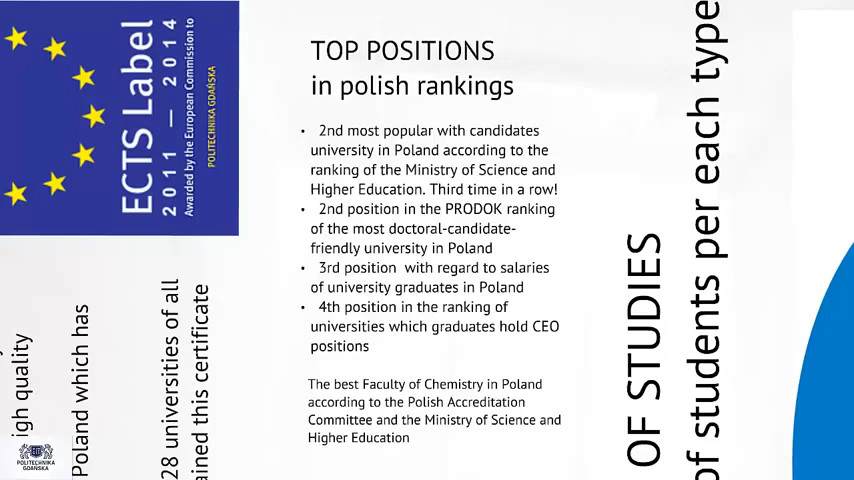 ECTS Label
2011 — 2014
Awarded by the European Commission to
POLITECHNIKA GDAŃSKA
igh quality
Poland which has
28 universities of all
ained this certificate
POLITECHNIKA
GDAŃSKA
TOP POSITIONS
in polish rankings
• 2nd most popular with candidates
university in Poland according to the
ranking of the Ministry of Science and
Higher Education. Third time in a row!
• 2nd position in the PRODOK ranking
of the most doctoral-candidate-
friendly university in Poland
• 3rd position with regard to salaries
of university graduates in Poland
• 4th position in the ranking of
universities which graduates hold CEO
positions
The best Faculty of Chemistry in Poland
according to the Polish Accreditation
Committee and the Ministry of Science and
Higher Education
OF STUDIES
of students per each type